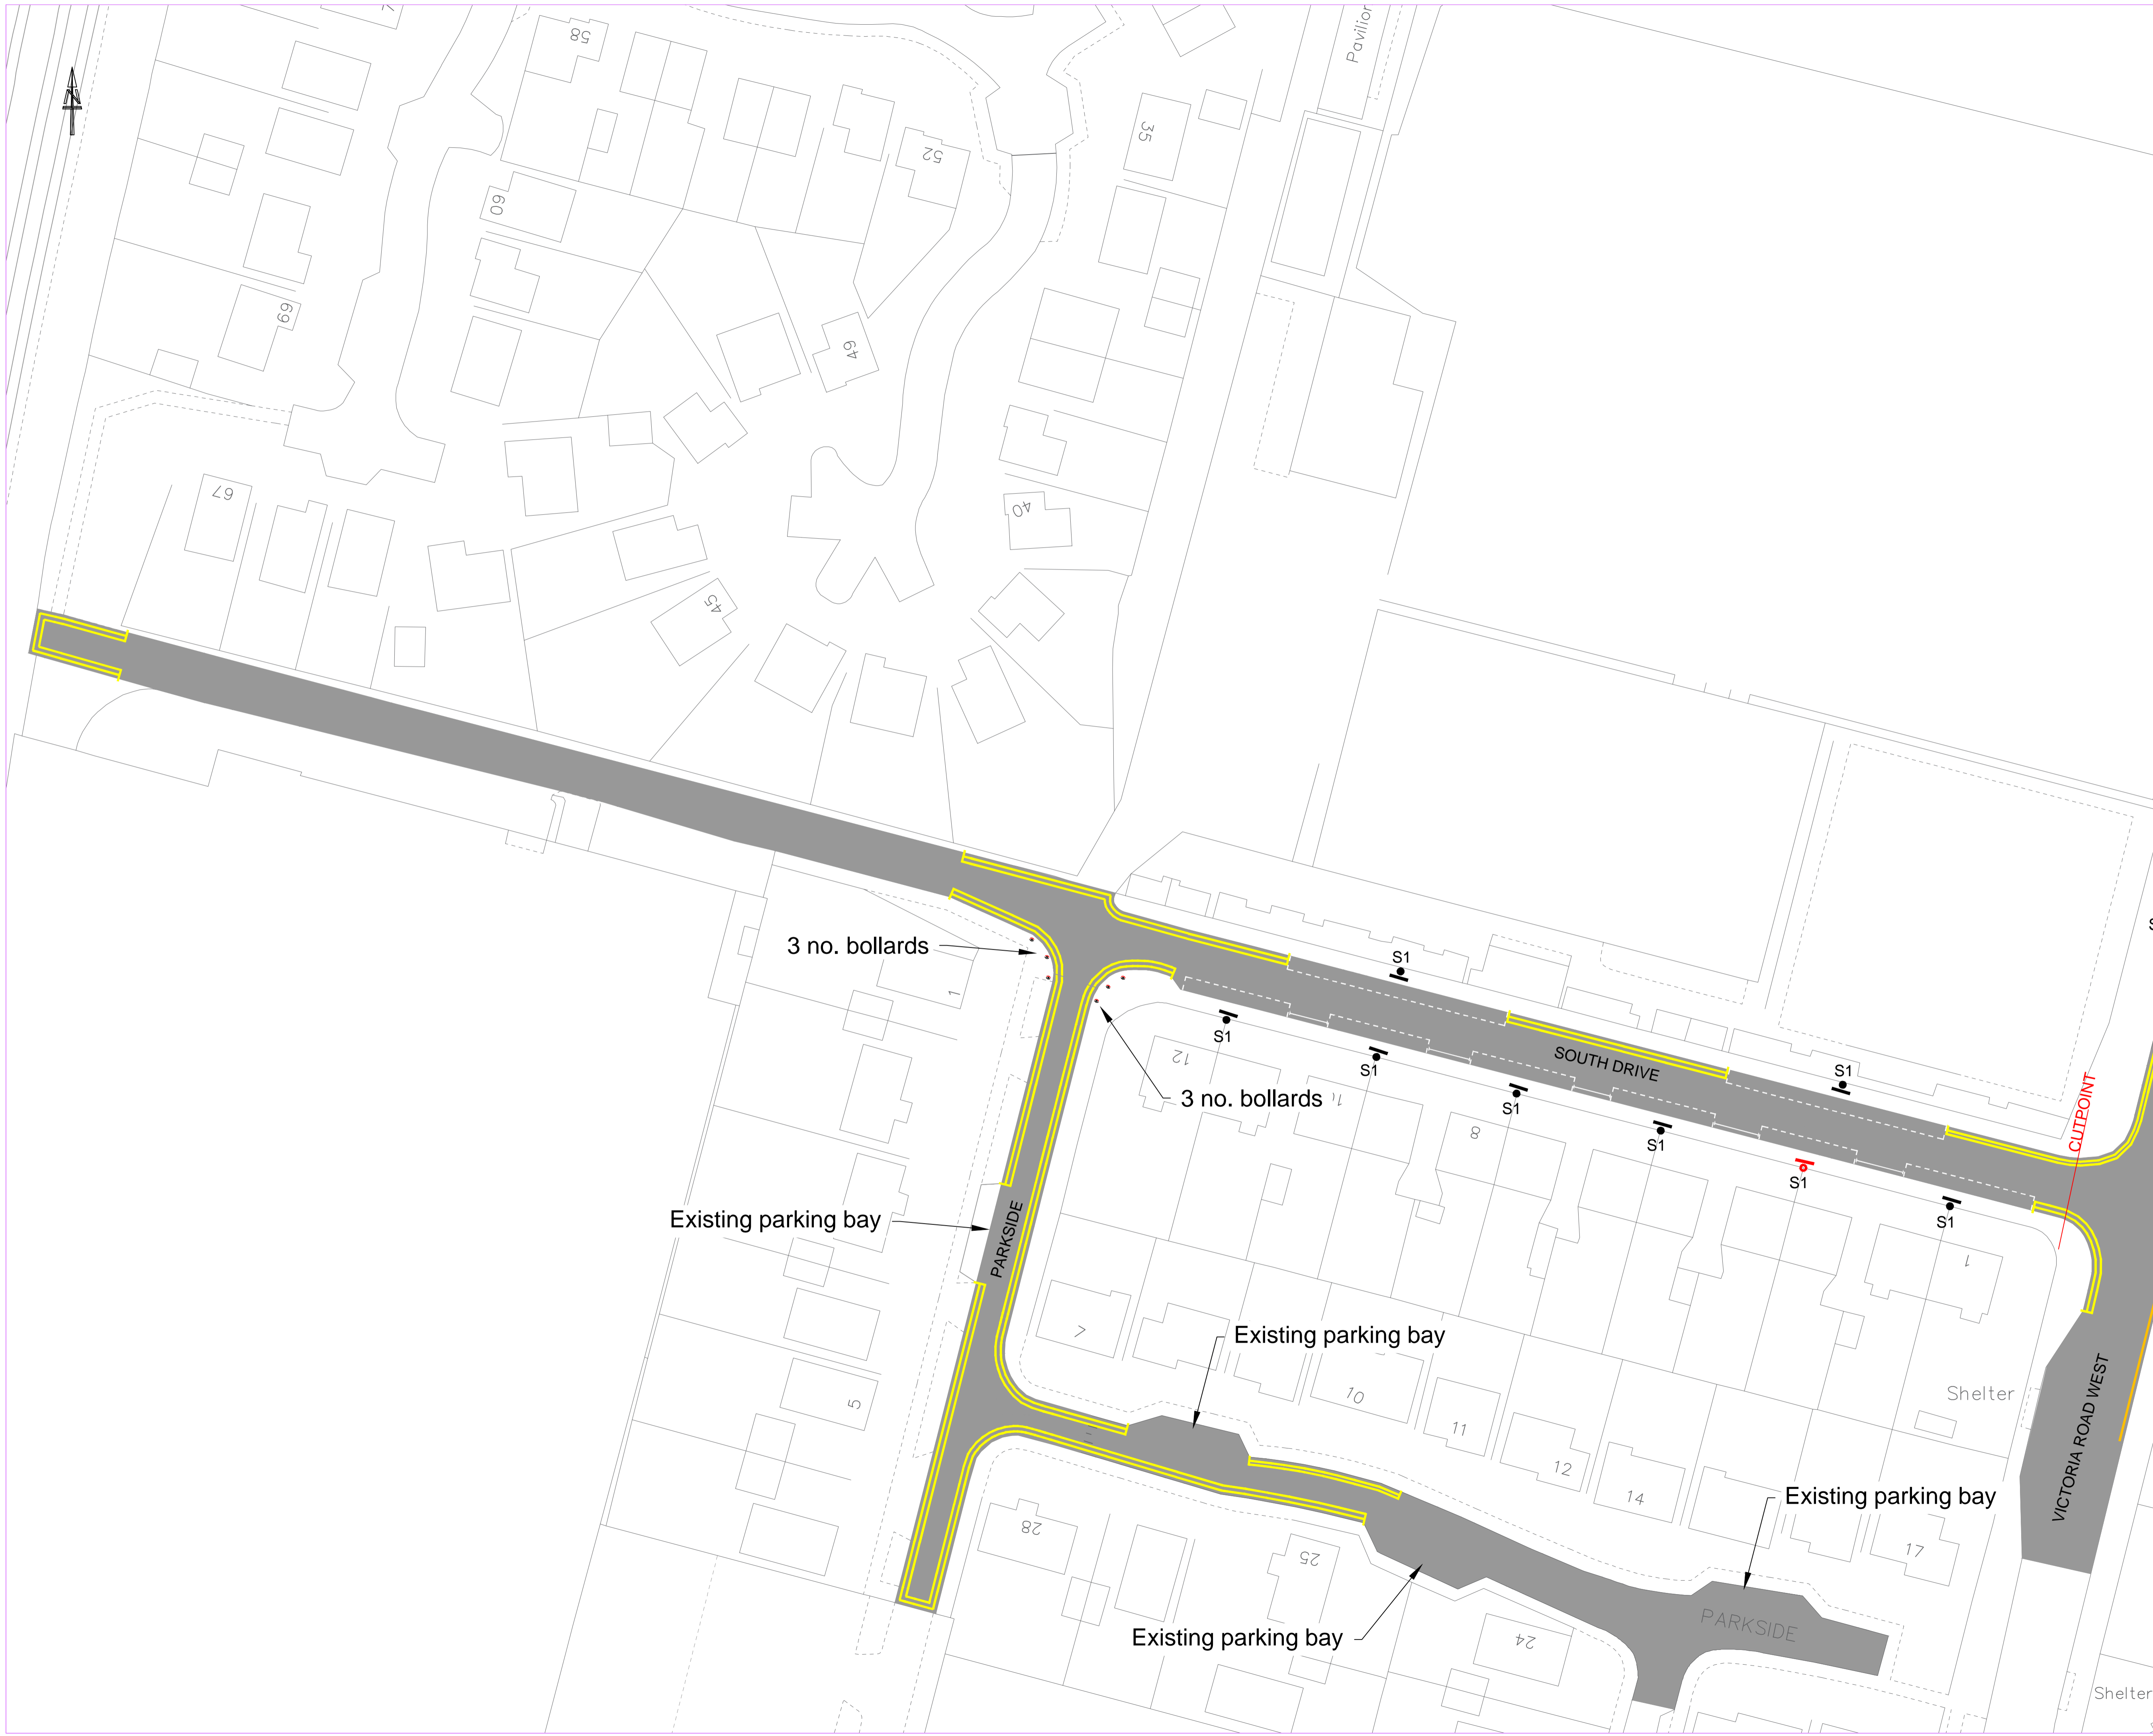 58
Pavilior
N
52
35
60
69
49
67
40
45
3 no. bollards
S1
S
1
S1
12
S1
3 no. bollards
SOUTH DRIVE
S1
CUTPOINT
S1
8
S1
S1
S1
Existing parking bay
PARKSIDE
1
7
Existing parking bay
10
11
12
14
17
5
Shelter
VICTORIA ROAD WEST
Existing parking bay
28
25
24
PARKSIDE
Existing parking bay
Shelter